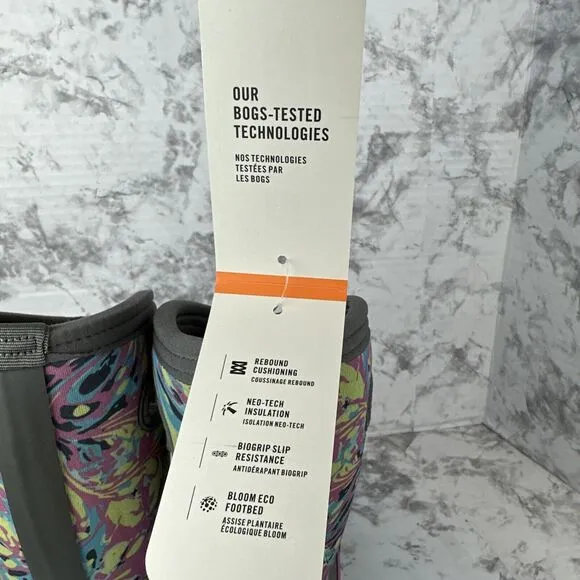 OUR
BOGS-TESTED
TECHNOLOGIES
NOS TECHNOLOGIES
TESTÉES PAR
LES BOGS
REBOUND
CUSHIONING
COUSSINAGE REBOUND
NEO-TECH
INSULATION
ISOLATION NEO-TECH
BIOGRIP SLIP
RESISTANCE
ANTIDÉRAPANT BIOGRIP
BLOOM ECO
FOOTBED
ASSISE PLANTAIRE
ÉCOLOGIQUE BLOOM